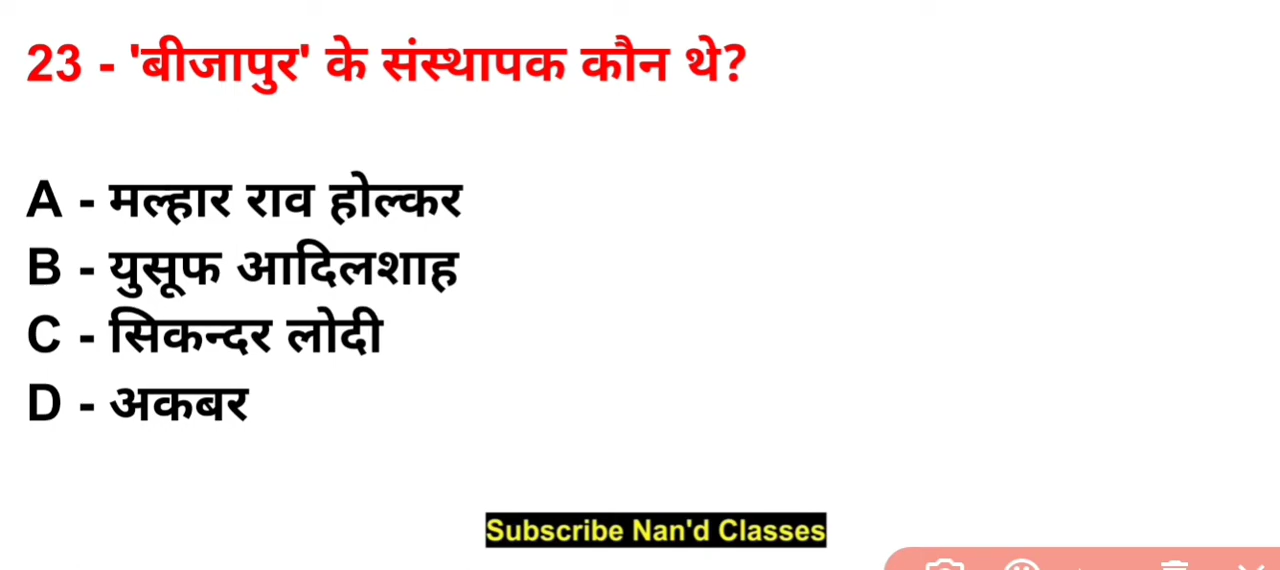 23 - 'बीजापुर' के संस्थापक कौन थे?
A - मल्हार राव होल्कर
B - युसूफ आदिलशाह
C - सिकन्दर लोदी
D - अकबर
Subscribe Nan'd Classes